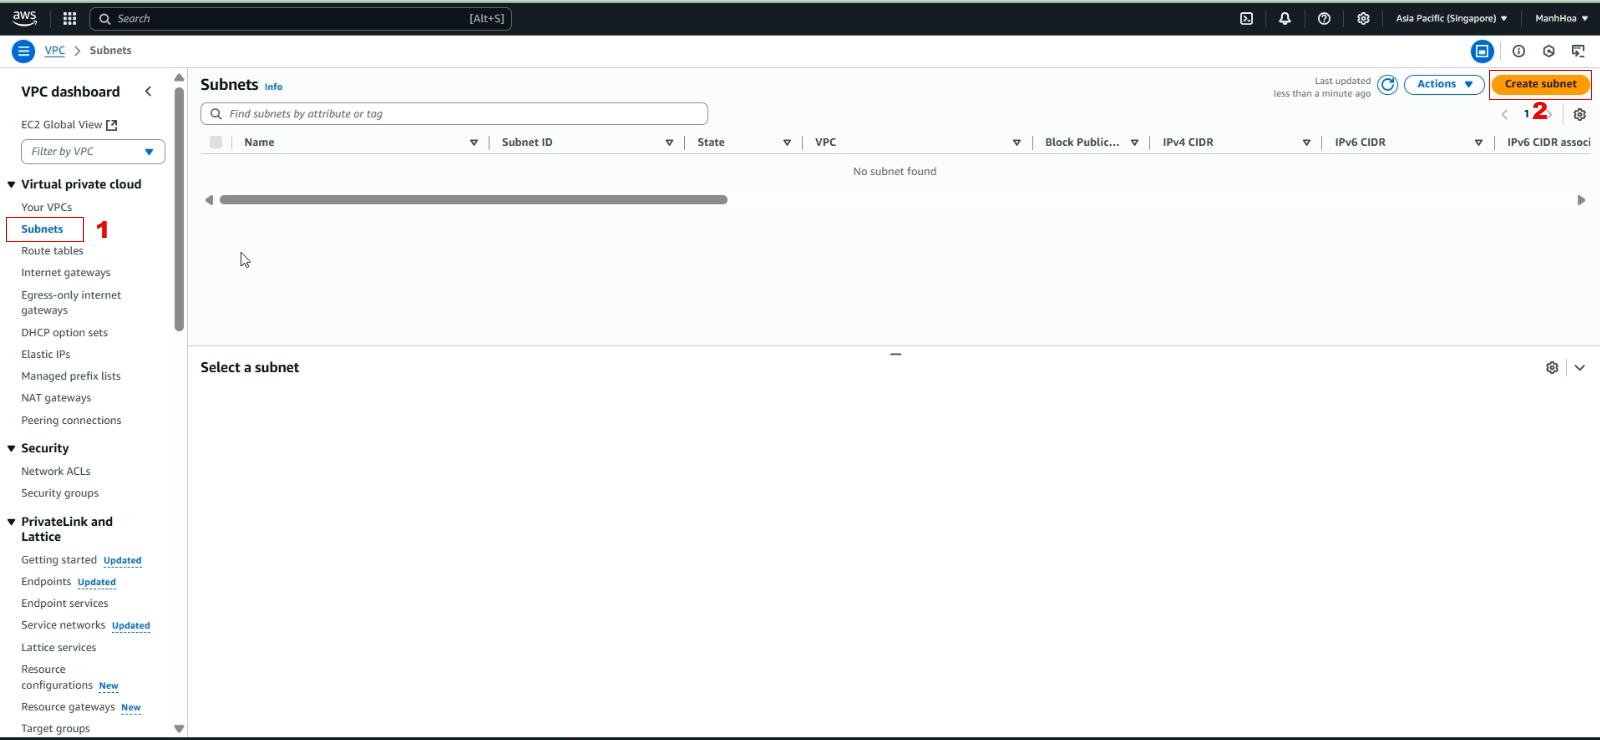 aws Search [Alt+S] Asia Pacific (Singapore) ManhHoa
VPC > Subnets
VPC dashboard
EC2 Global View
Filter by VPC
Virtual private cloud
Your VPCs
Subnets 1
Route tables
Internet gateways
Egress-only internet
gateways
DHCP option sets
Elastic IPs
Managed prefix lists
NAT gateways
Peering connections
Security
Network ACLs
Security groups
PrivateLink and
Lattice
Getting started Updated
Endpoints Updated
Endpoint services
Service networks Updated
Lattice services
Resource
configurations New
Resource gateways New
Target groups
Subnets Info
Last updated
less than a minute ago
Actions
Create subnet
Find subnets by attribute or tag
1 2
Name Subnet ID State VPC Block Public... IPv4 CIDR IPv6 CIDR IPv6 CIDR associ
No subnet found
Select a subnet